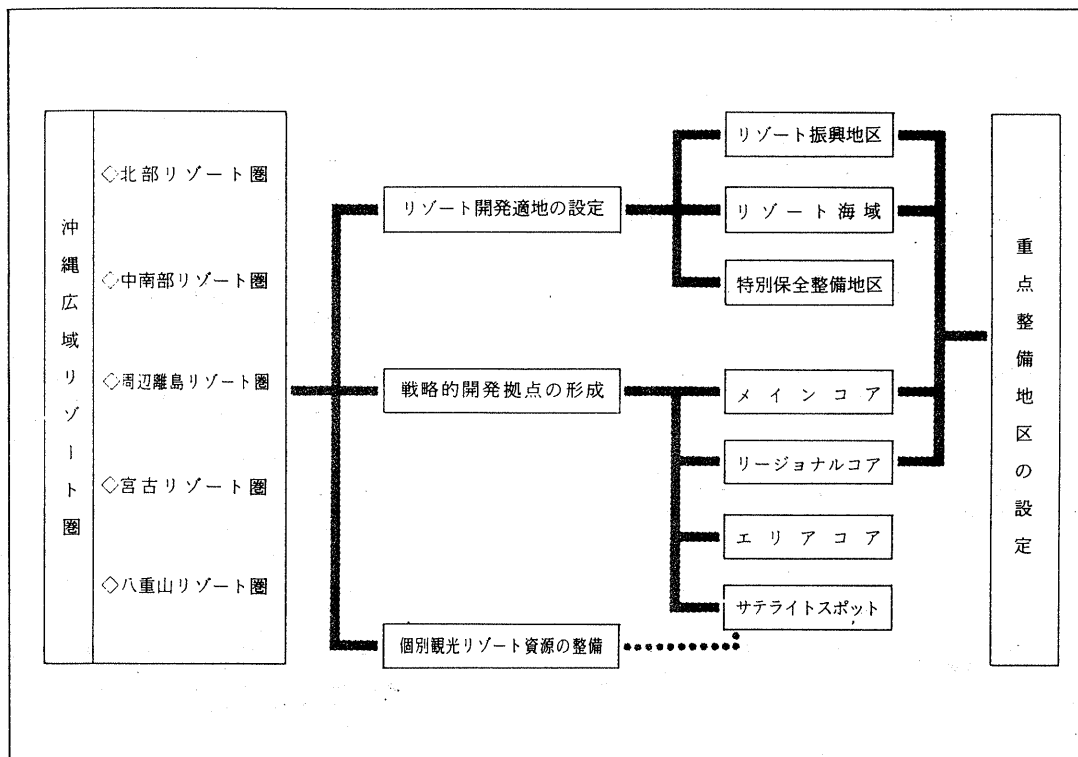 沖縄広域リゾート圏
◇北部リゾート圏
◇中南部リゾート圏
◇周辺離島リゾート圏
◇宮古リゾート圏
◇八重山リゾート圏
リゾート開発適地の設定
戦略的開発拠点の形成
個別観光リゾート資源の整備
リゾート振興地区
リゾート海域
特別保全整備地区
メインコア
リージョナルコア
エリアコア
サテライトスポット
重点整備地区の設定